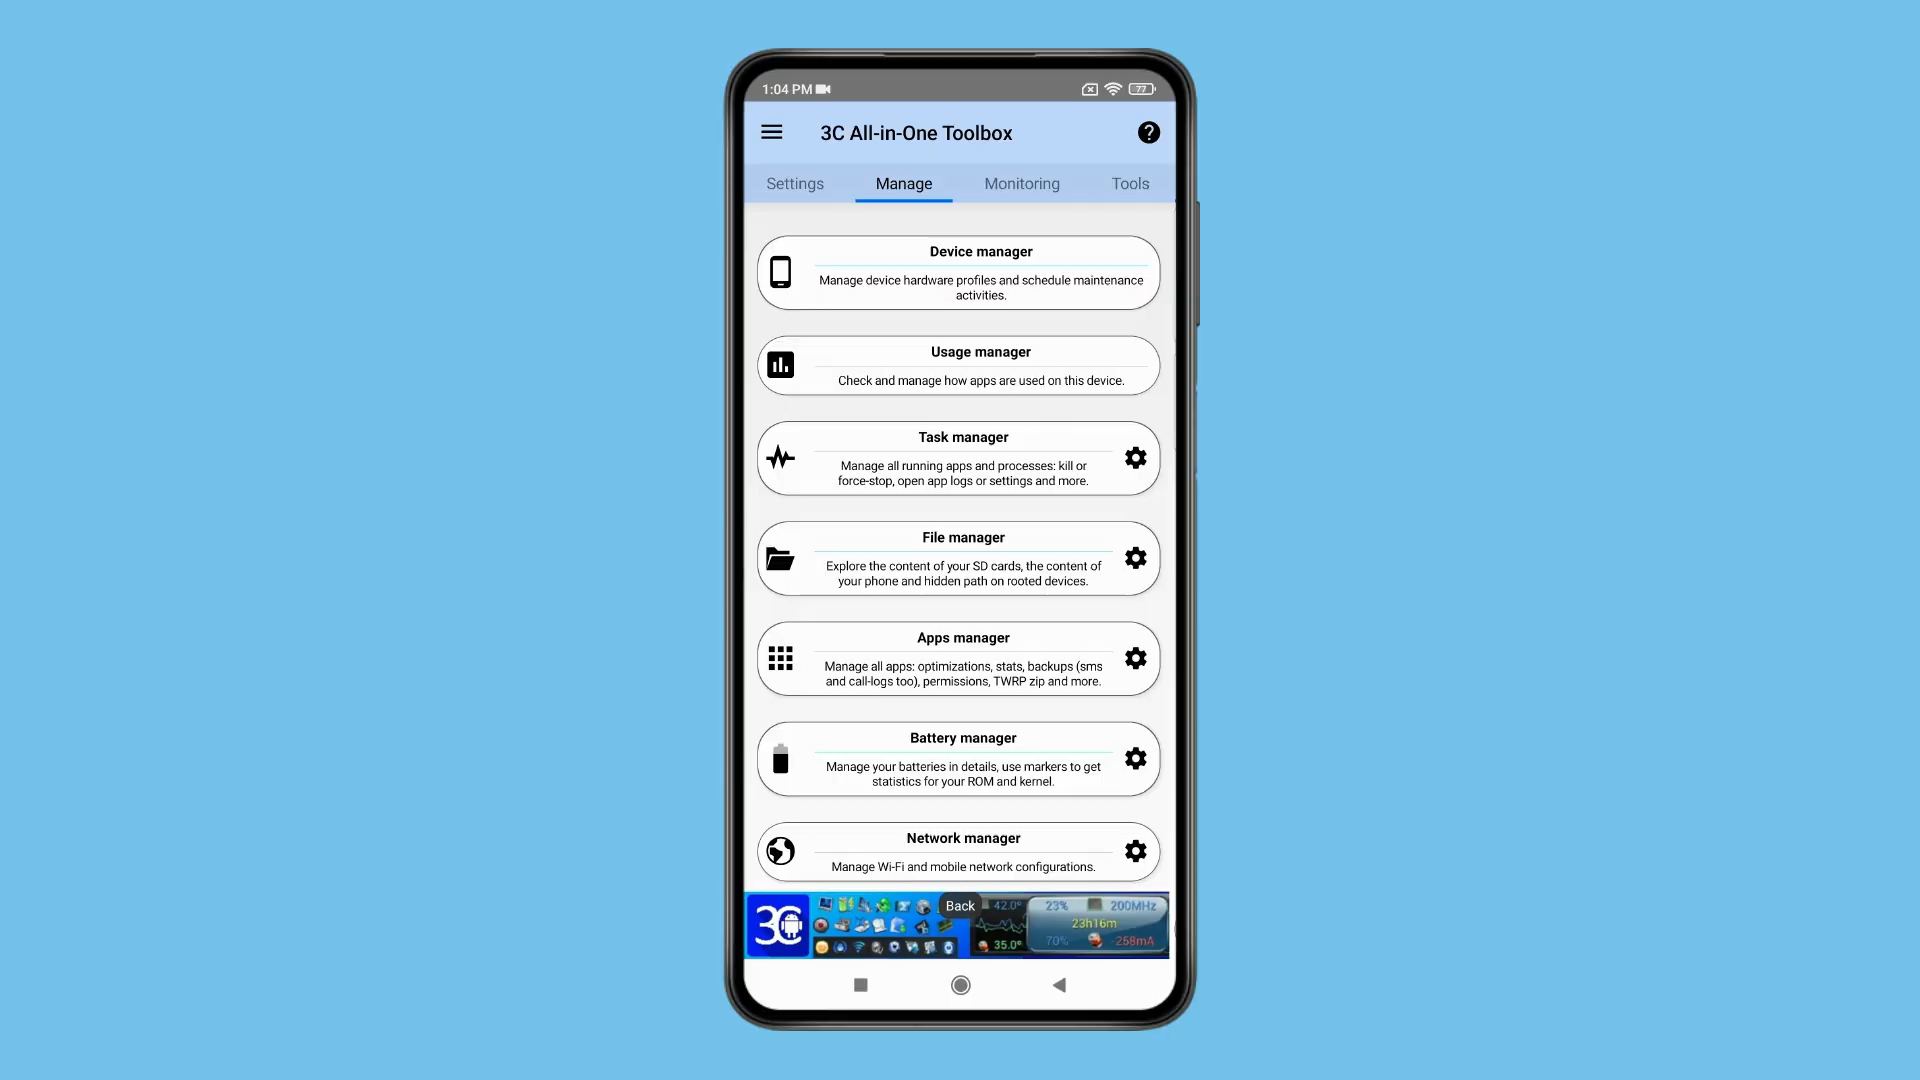 1:04 PM
77
3C All-in-One Toolbox
Settings
Manage
Monitoring
Tools
Device manager
Manage device hardware profiles and schedule maintenance
activities.
Usage manager
Check and manage how apps are used on this device.
Task manager
Manage all running apps and processes: kill or
force-stop, open app logs or settings and more.
File manager
Explore the content of your SD cards, the content of
your phone and hidden path on rooted devices.
Apps manager
Manage all apps: optimizations, stats, backups (sms
and call-logs too), permissions, TWRP zip and more.
Battery manager
Manage your batteries in details, use markers to get
statistics for your ROM and kernel.
Network manager
Manage Wi-Fi and mobile network configurations.
3C
Back
42.0°
35.0°
23%
200MHz
23h16m
70%
-258mA